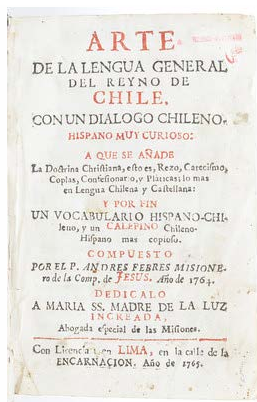 ARTE
DE LA LENGUA GENERAL
DEL REYNO DE
CHILE,
CON UN DIALOGO CHILENO-
HISPANO MUY CURIOSO:
A QUE SE AÑADE
La Doctrina Christiana, esto es, Rezo, Catecismo,
Coplas, Confesionario, y Pláticas; lo mas
en Lengua Chilena y Castellana:
Y POR FIN
UN VOCABULARIO HISPANO-CHI-
leno, y un CALEPINO Chileno-
Hispano mas copioso.
COMPUESTO
POR EL P. ANDRES FEBRES MISIONE-
ro de la Comp. de JESUS. Año de 1764.
DEDICALO
A MARIA SS. MADRE DE LA LUZ
INCREADA,
Abogada especial de las Misiones.
Con Licencia: en LIMA, en la calle de la
ENCARNACION. Año de 1765.